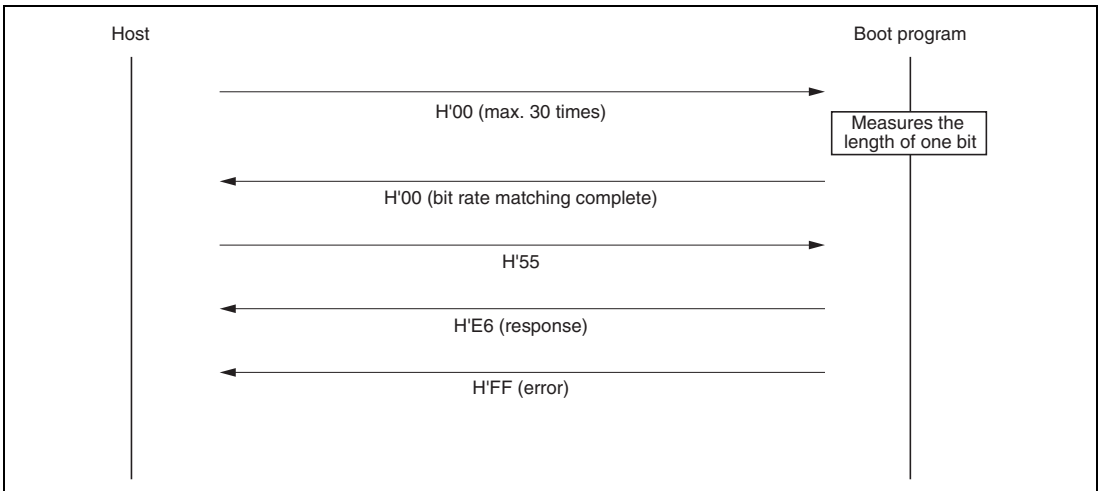 Host
Boot program
H'00 (max. 30 times)
Measures the
length of one bit
H'00 (bit rate matching complete)
H'55
H'E6 (response)
H'FF (error)